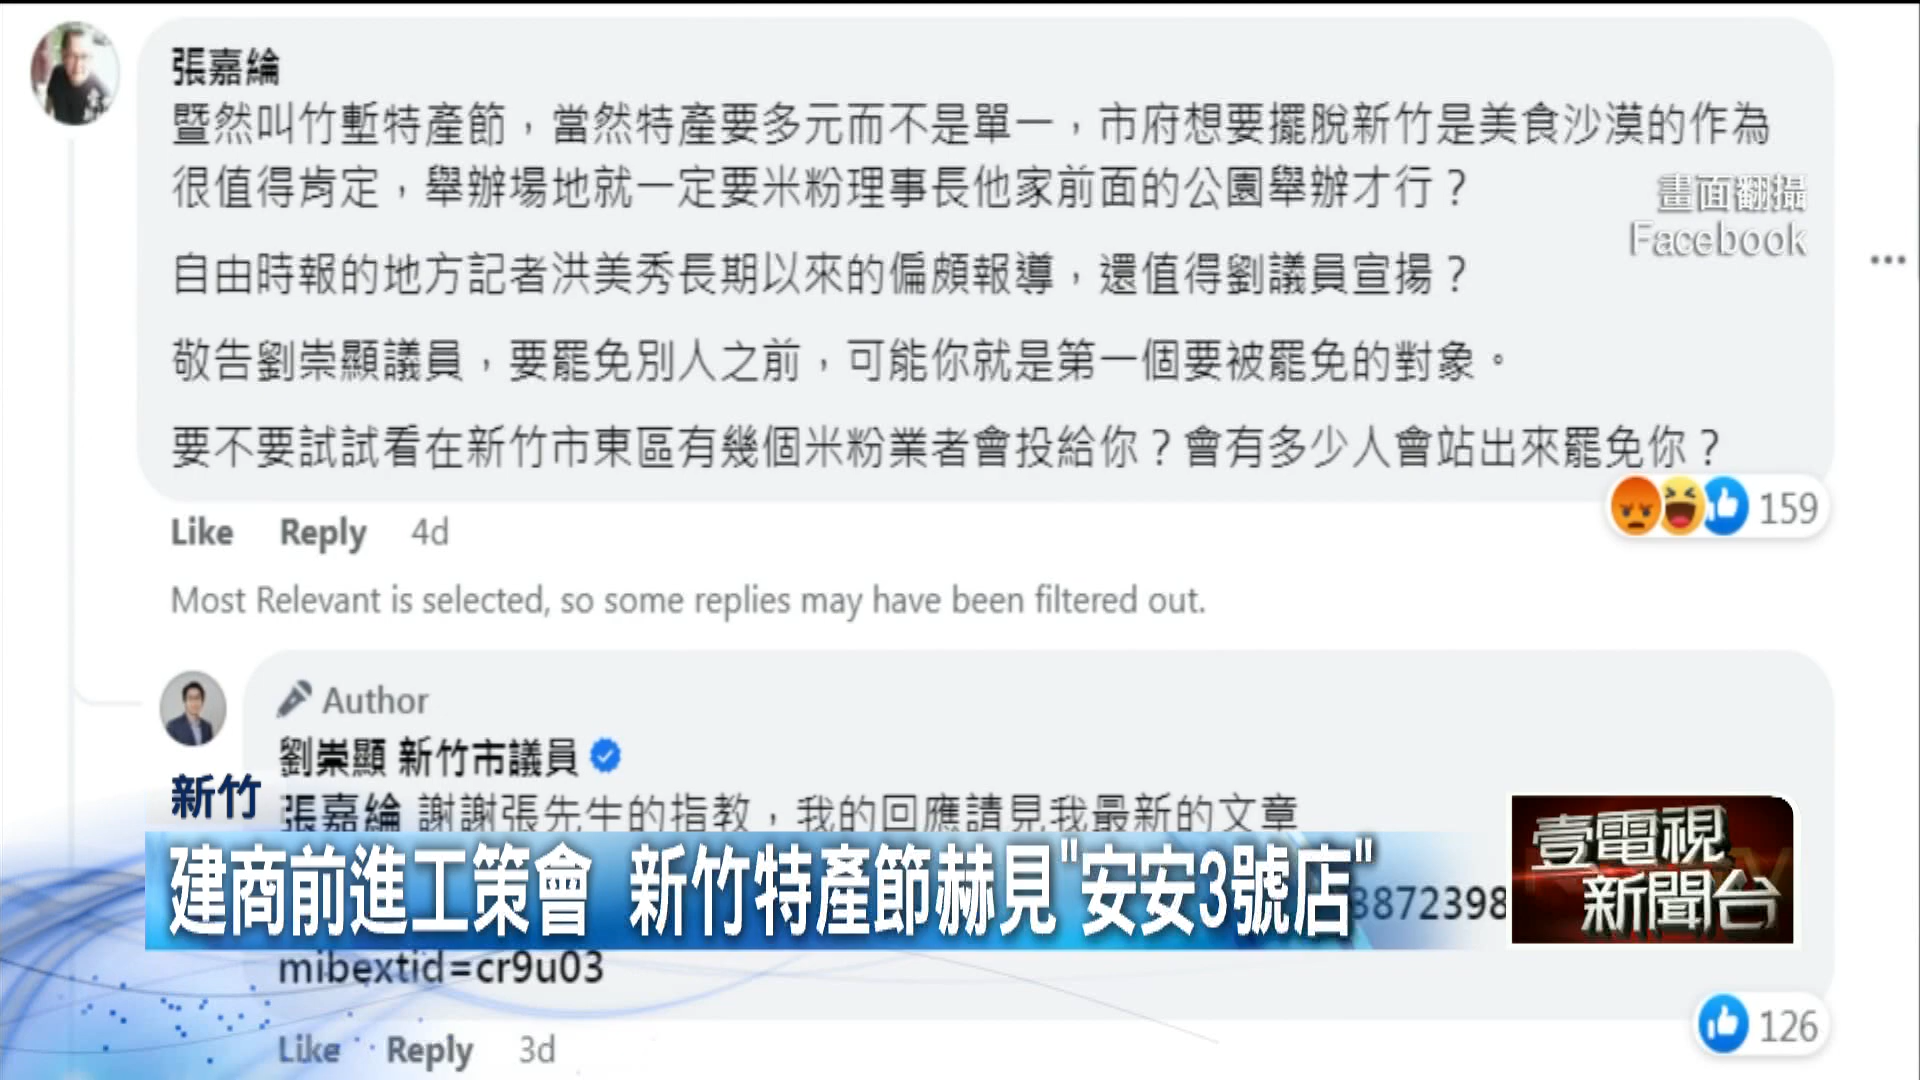 張嘉綸
暨然叫竹塹特產節，當然特產要多元而不是單一，市府想要擺脫新竹是美食沙漠的作為
很值得肯定，舉辦場地就一定要米粉理事長他家前面的公園舉辦才行？
畫面翻攝
Facebook
自由時報的地方記者洪美秀長期以來的偏頗報導，還值得劉議員宣揚？
敬告劉崇顯議員，要罷免別人之前，可能你就是第一個要被罷免的對象。
要不要試試看在新竹市東區有幾個米粉業者會投給你？會有多少人會站出來罷免你？
159
Like Reply 4d
Most Relevant is selected, so some replies may have been filtered out.
Author
劉崇顯 新竹市議員
新竹
張嘉綸 謝謝張先生的指教，我的回應請見我最新的文章
建商前進工策會 新竹特產節赫見"安安3號店"
3872398
壹電視
新聞台
mibextid=cr9u03
126
Like Reply 3d